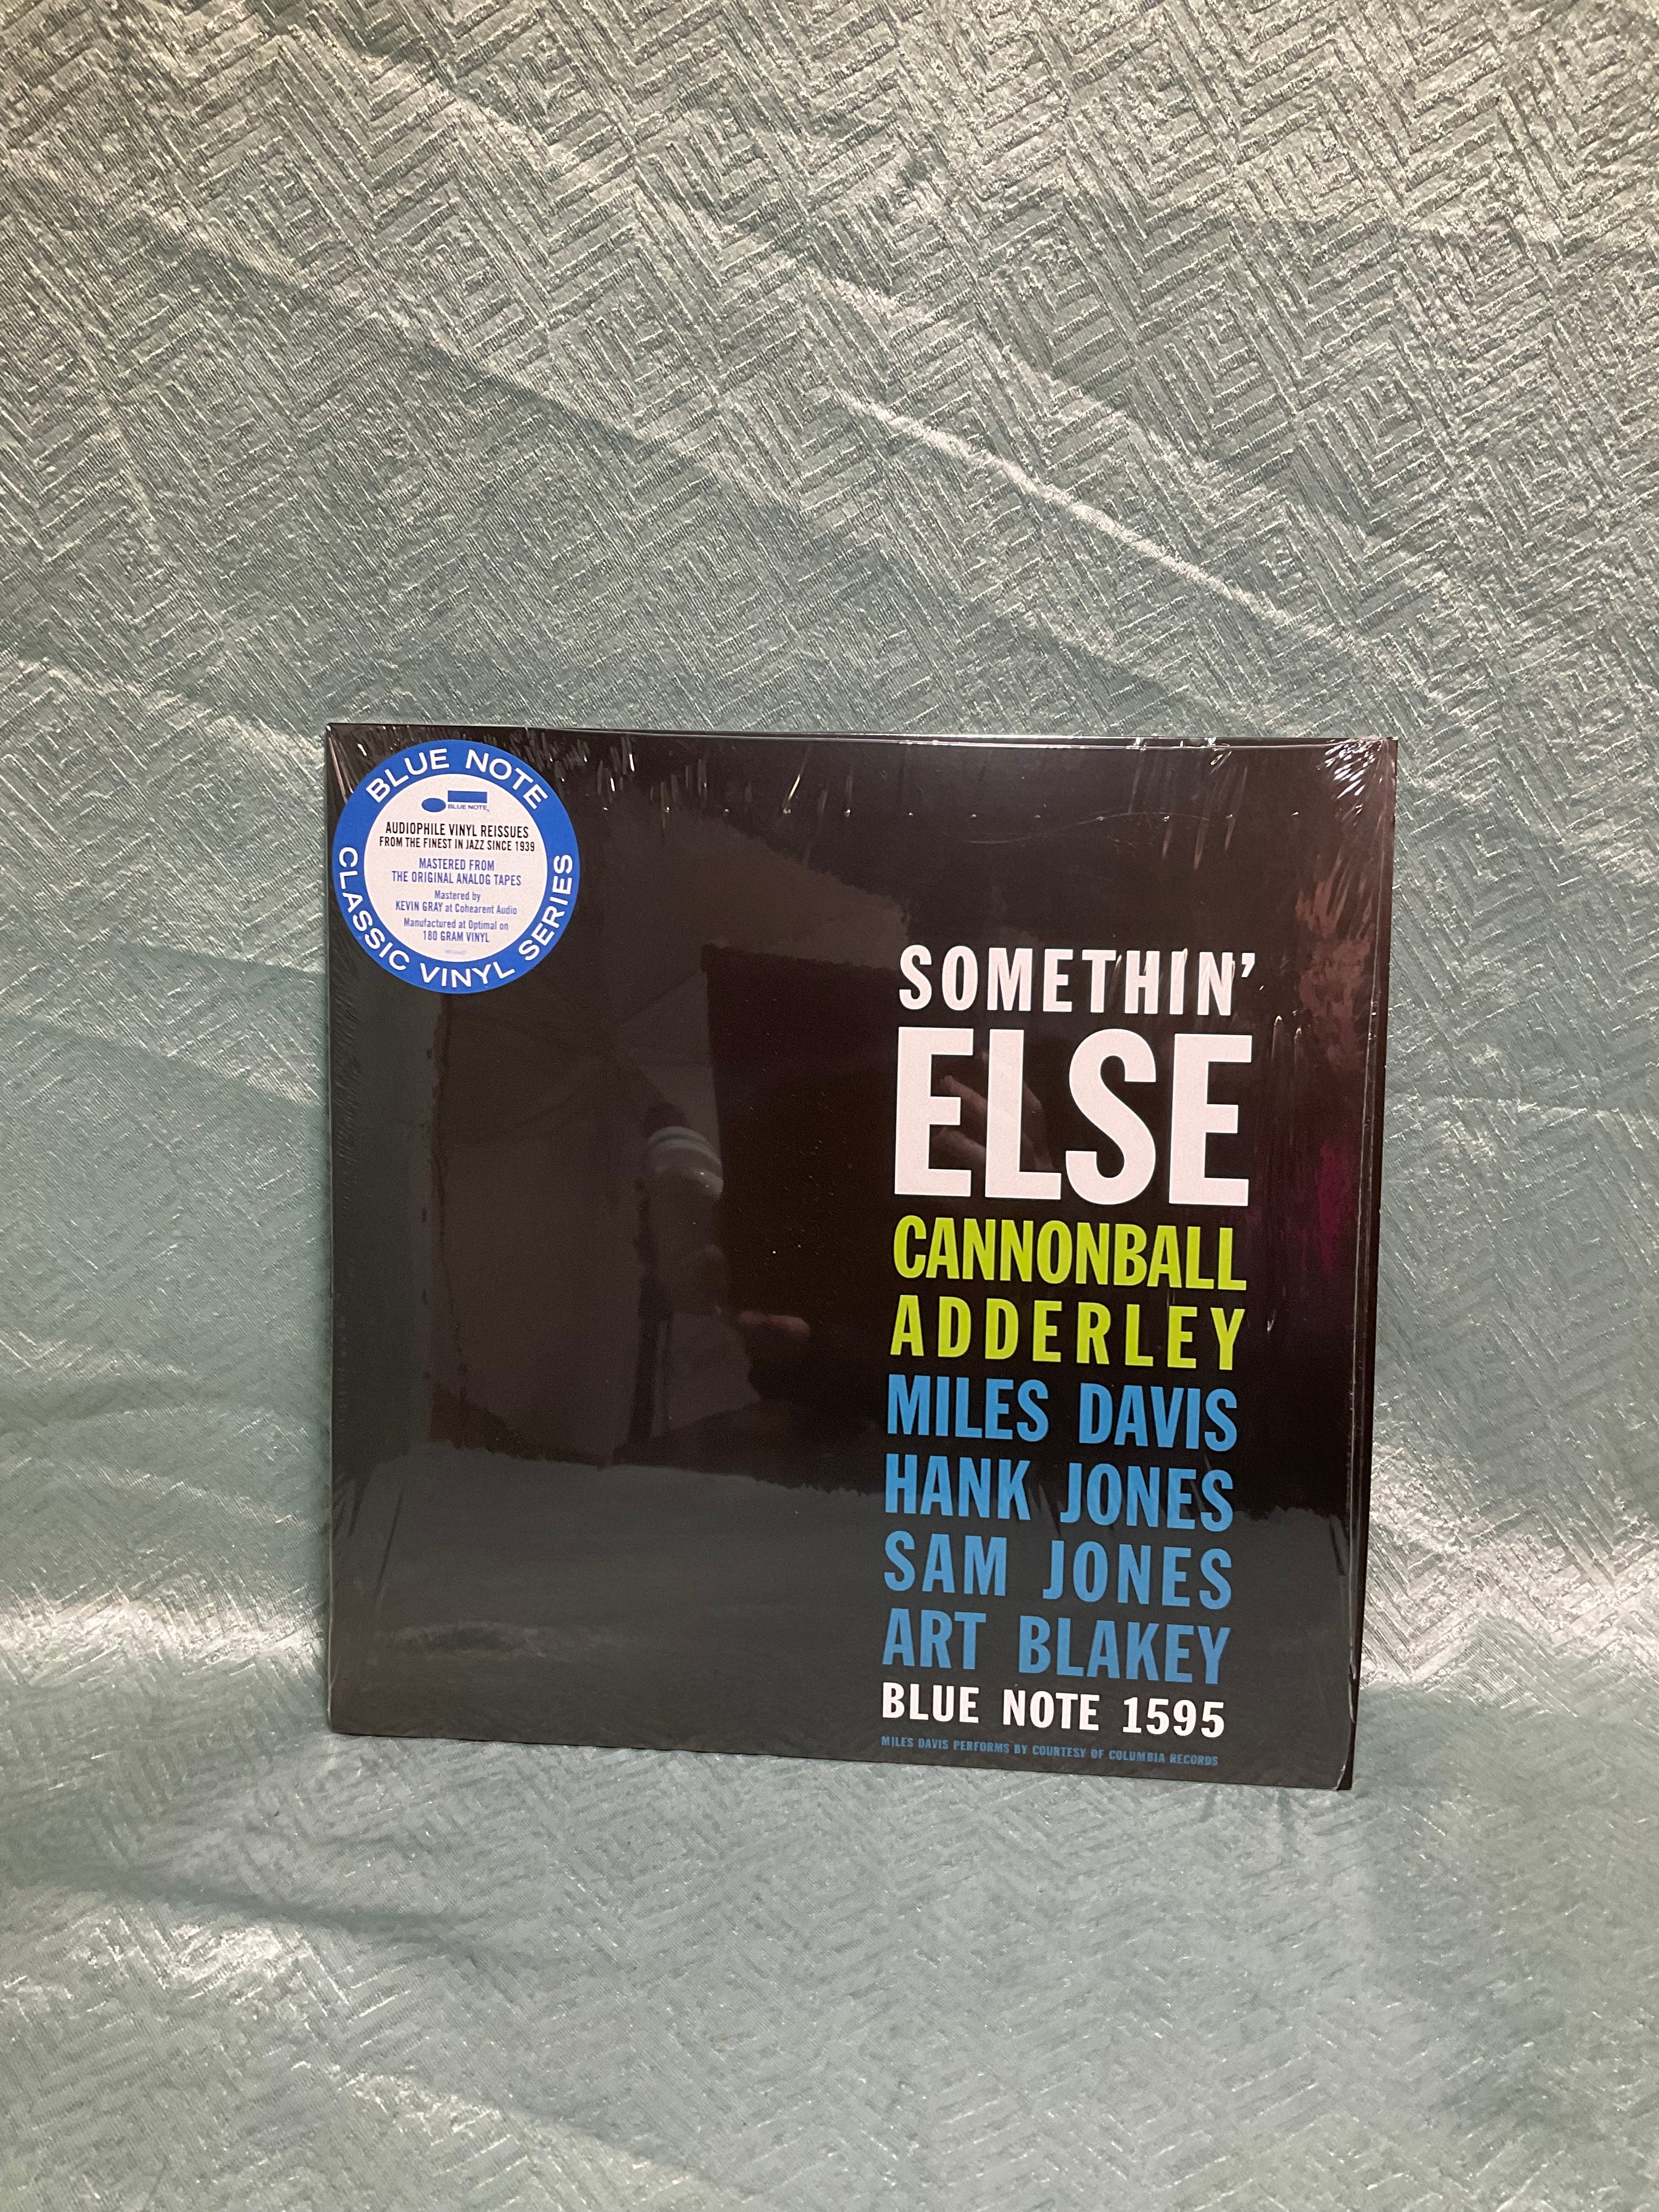 BLUE NOTE
BLUE NOTE
AUDIOPHILE VINYL REISSUES
FROM THE FINEST IN JAZZ SINCE 1939
MASTERED FROM
THE ORIGINAL ANALOG TAPES
Mastered by
KEVIN GRAY at Cohearent Audio
Manufactured at Optimal on
180 GRAM VINYL
CLASSIC VINYL SERIES
SOMETHIN'
ELSE
CANNONBALL
ADDERLEY
MILES DAVIS
HANK JONES
SAM JONES
ART BLAKEY
BLUE NOTE 1595
MILES DAVIS PERFORMS BY COURTESY OF COLUMBIA RECORDS